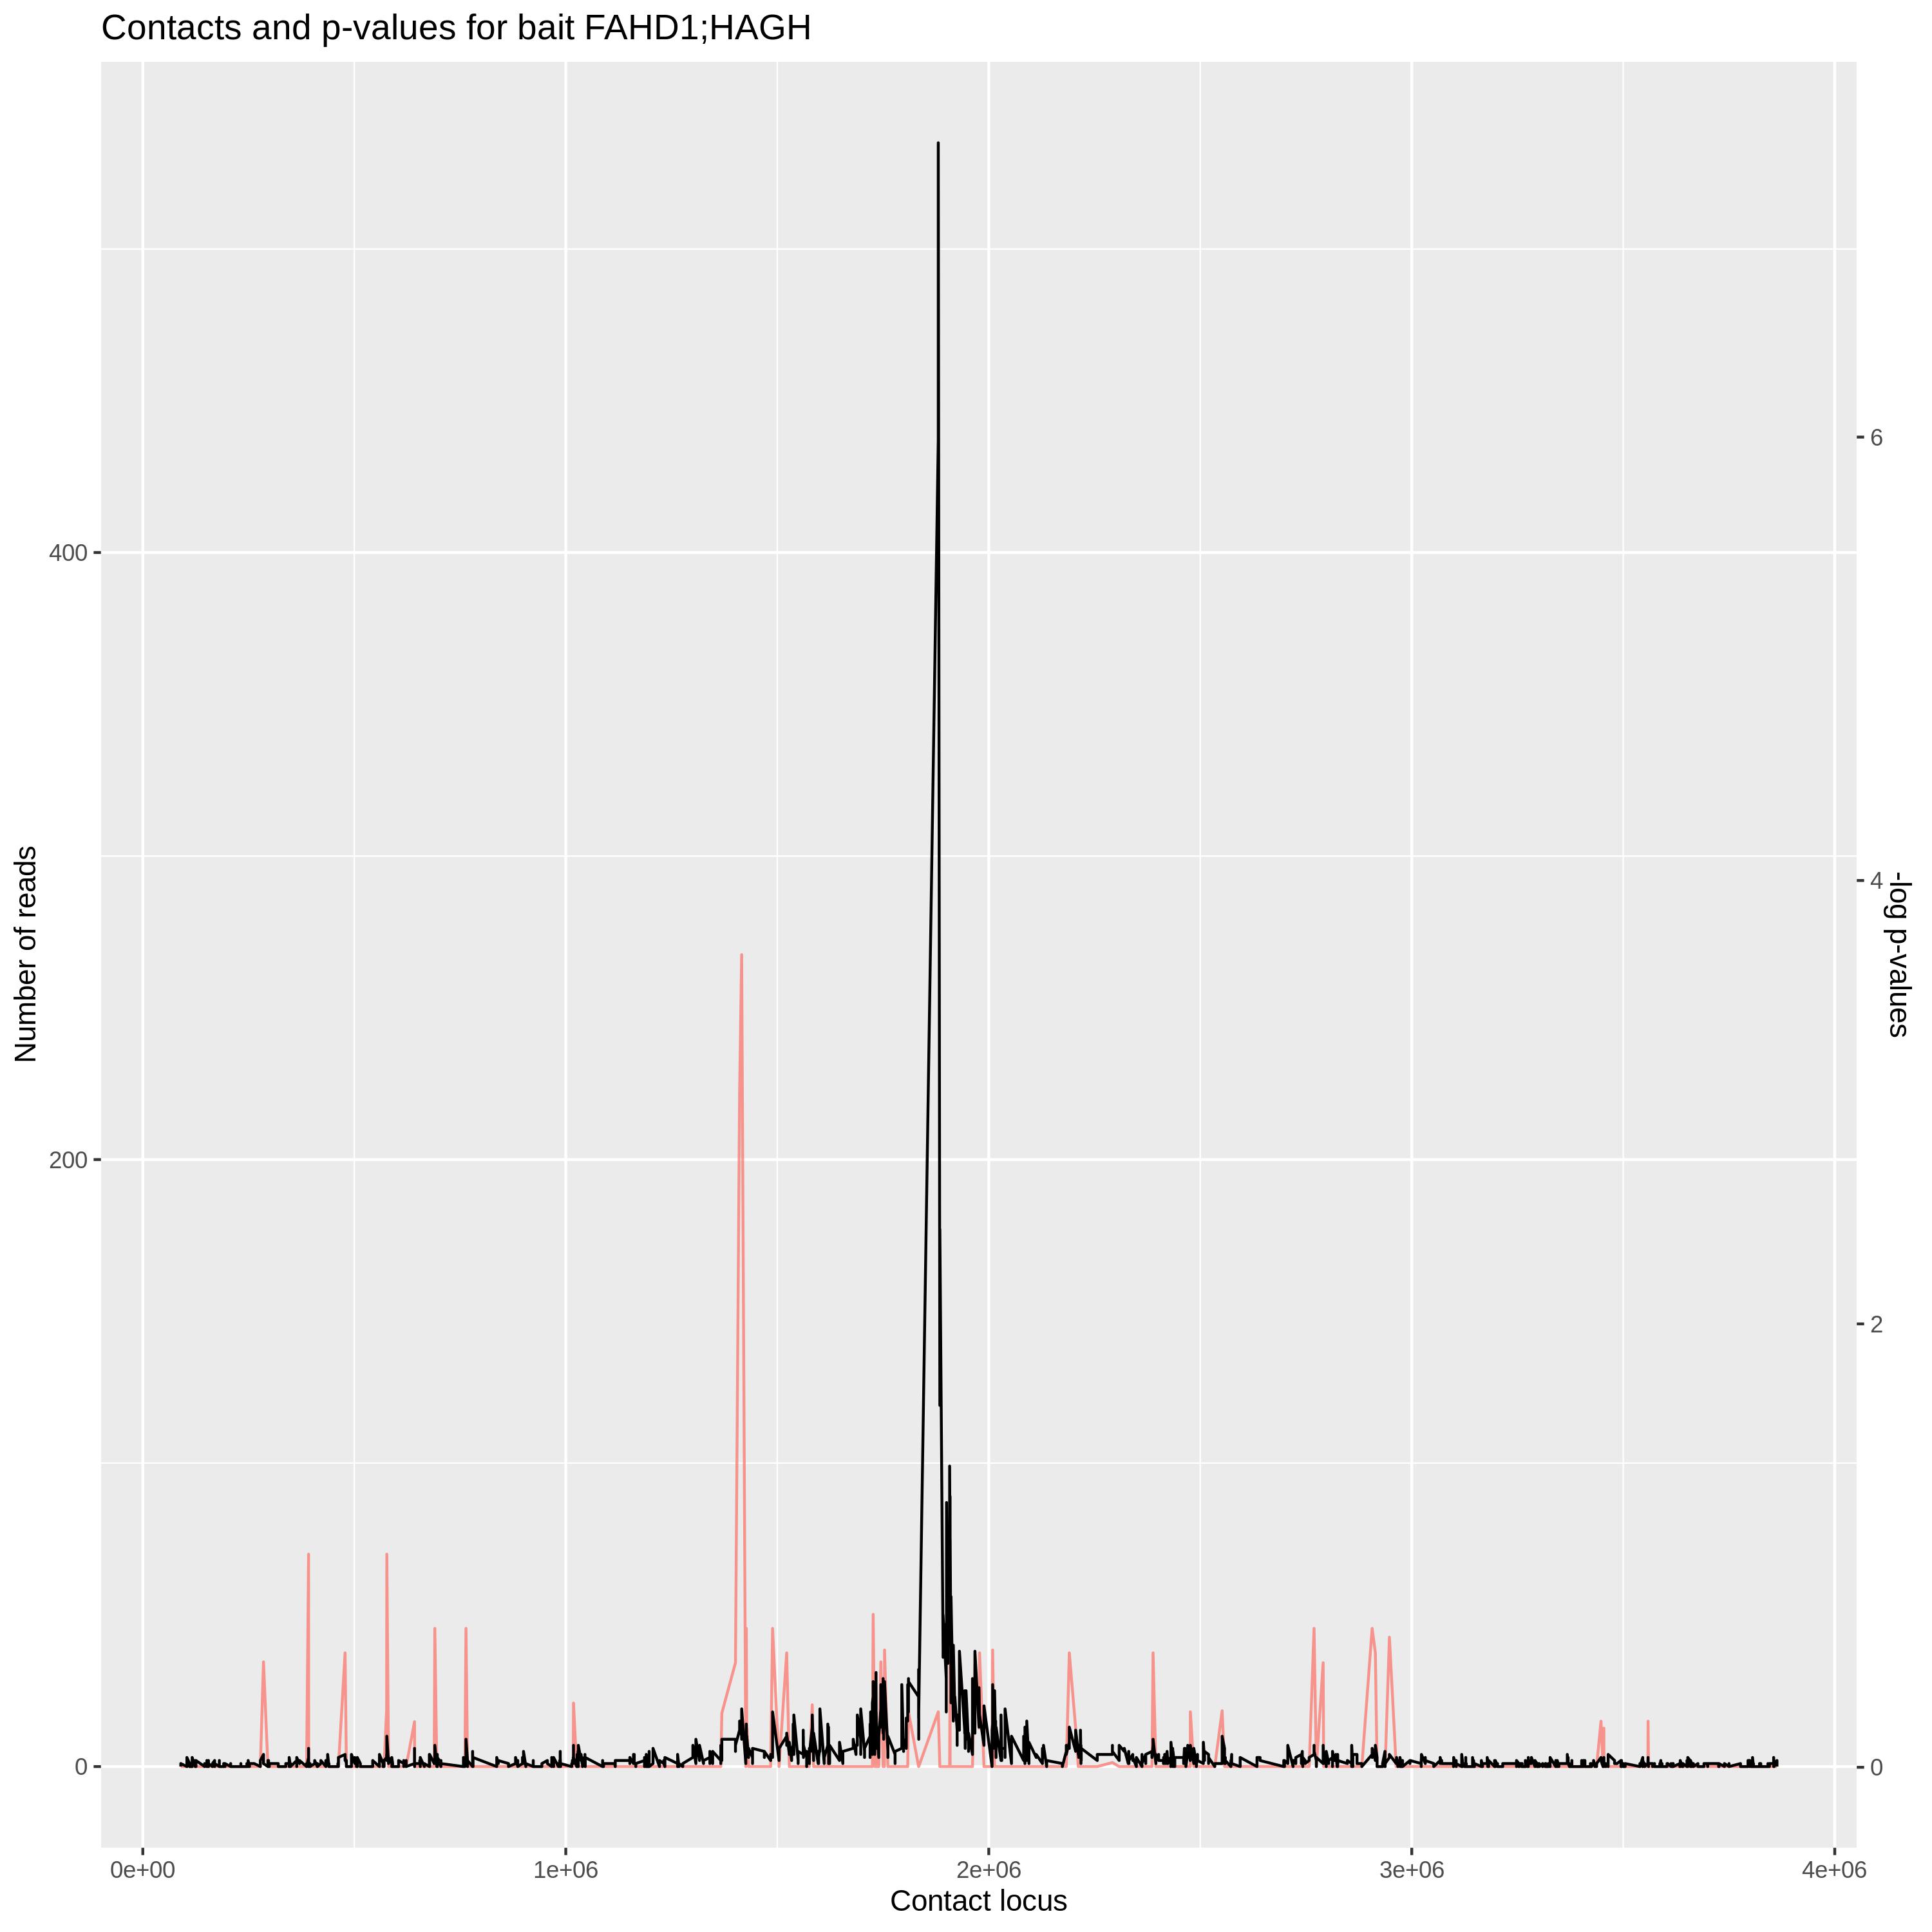 Contacts and p-values for bait FAHD1;HAGH
Number of reads
400
200
0
6
4
2
0
-log p-values
0e+00 1e+06 2e+06 3e+06 4e+06
Contact locus